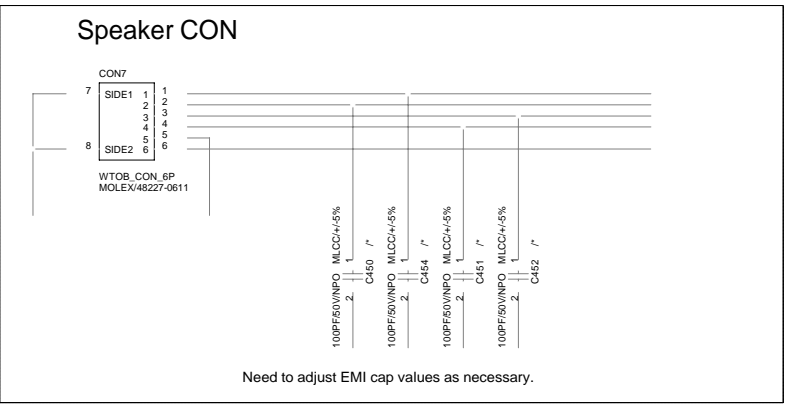 Speaker CON
CON7
7 SIDE1 1 1
2 2
3 3
4 4
5 5
8 SIDE2 6 6
WTOB_CON_6P
MOLEX/48227-0611
100PF/50V/NPO MLCC/+/-5%
1
2
C450 /*
100PF/50V/NPO MLCC/+/-5%
1
2
C454 /*
100PF/50V/NPO MLCC/+/-5%
1
2
C451 /*
100PF/50V/NPO MLCC/+/-5%
1
2
C452 /*
Need to adjust EMI cap values as necessary.